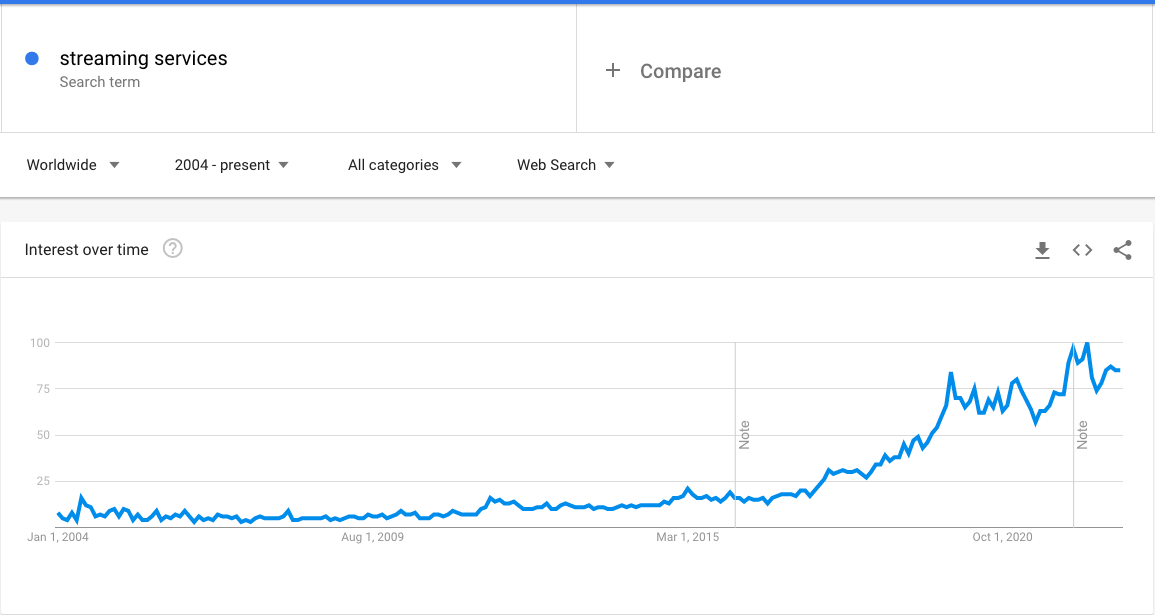 streaming services
Search term
+ Compare
Worldwide
2004 - present
All categories
Web Search
Interest over time ?
100
75
50
25
Note
Note
Jan 1, 2004
Aug 1, 2009
Mar 1, 2015
Oct 1, 2020